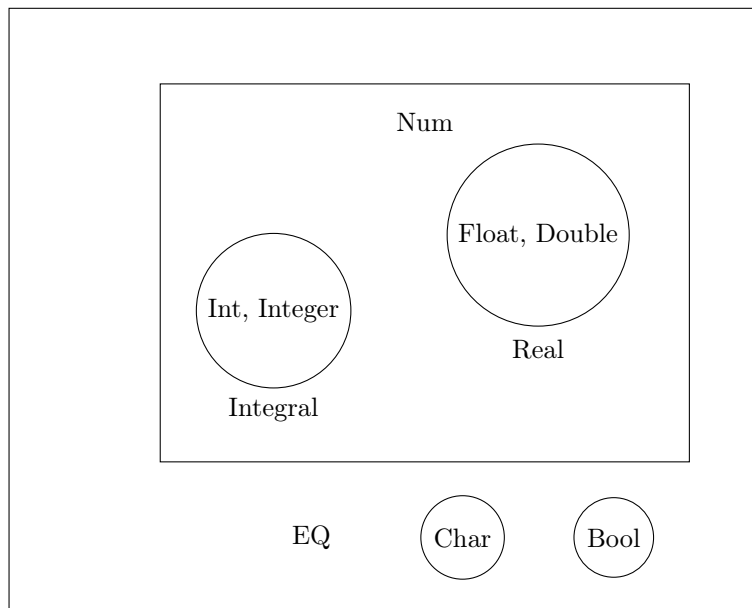 Num
Float, Double
Int, Integer
Real
Integral
EQ
Char
Bool